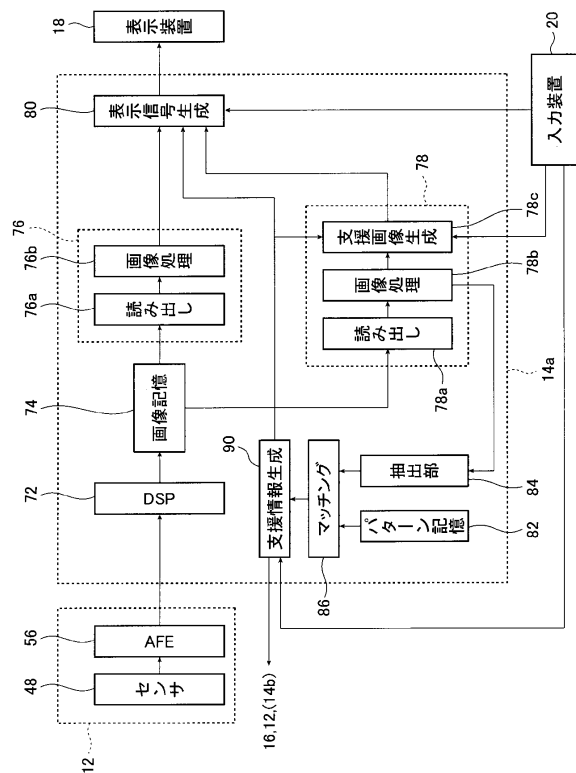 12
48
センサ
56
AFE
72
DSP
74
画像記憶
76
76a
読み出し
76b
画像処理
80
表示信号生成
18
表示装置
16,12,(14b)
90
支援情報生成
86
マッチング
82
パターン記憶
84
抽出部
78
78a
読み出し
78b
画像処理
78c
支援画像生成
14a
20
入力装置